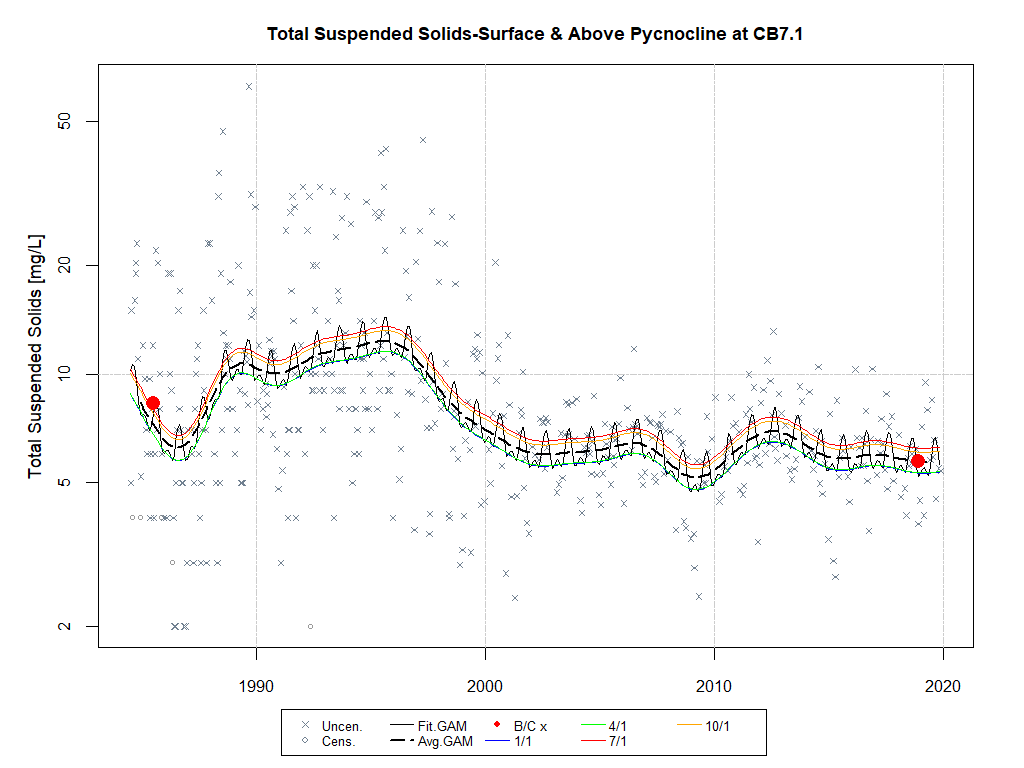 Total Suspended Solids-Surface & Above Pycnocline at CB7.1
Total Suspended Solids [mg/L]
50
20
10
5
2
1990 2000 2010 2020
Uncen. Fit.GAM B/C x 4/1 10/1
Cens. Avg.GAM 1/1 7/1